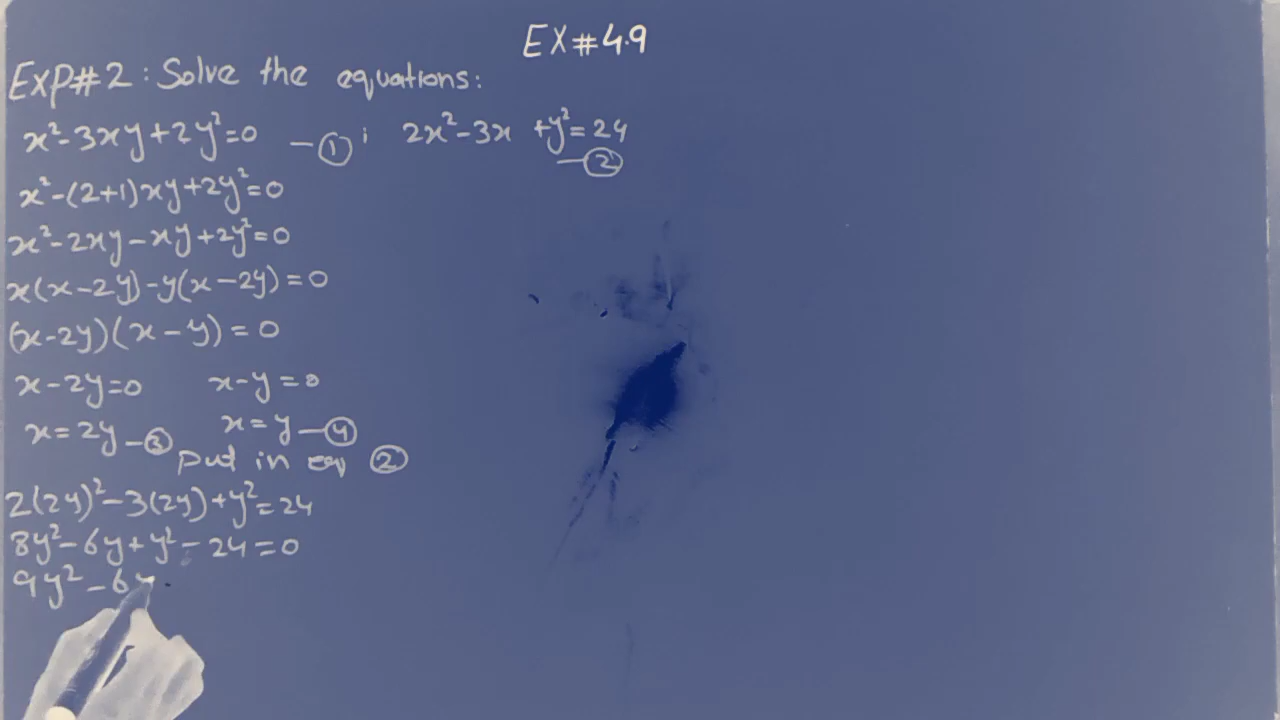 EX#4.9
EXP#2: Solve the equations:
x²-3xy+2y²=0 —① ; 2x²-3x +y²=24
—②
x²-(2+1)xy+2y²=0
x²-2xy-xy+2y²=0
x(x-2y)-y(x-2y)=0
(x-2y)(x-y)=0
x-2y=0 x-y=0
x=2y —③ x=y —④
put in eq ②
2(2y)²-3(2y)+y²=24
8y²-6y+y²-24=0
9y²-6y